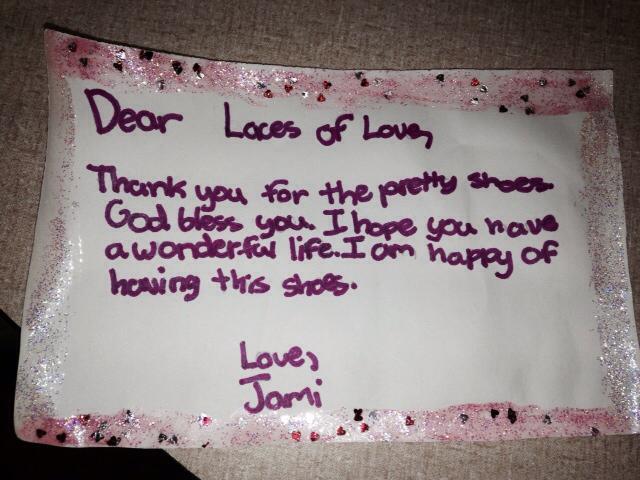 Dear Laces of Love,
Thank you for the pretty shoes.
God bless you. I hope you have
a wonderful life. I am happy of
having this shoes.
Love,
Jami